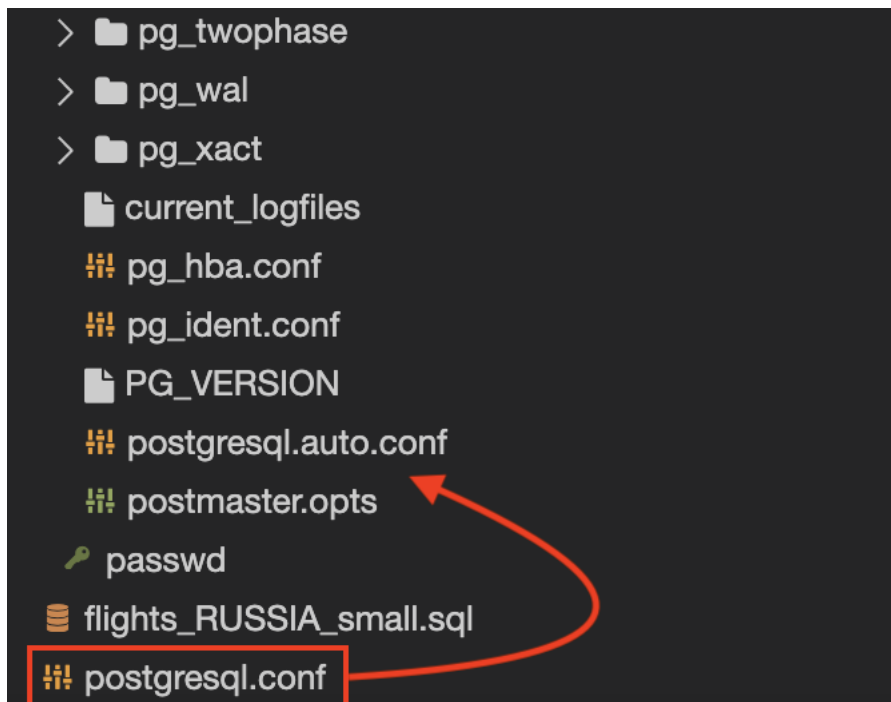 pg_twophase
pg_wal
pg_xact
current_logfiles
pg_hba.conf
pg_ident.conf
PG_VERSION
postgresql.auto.conf
postmaster.opts
passwd
flights_RUSSIA_small.sql
postgresql.conf